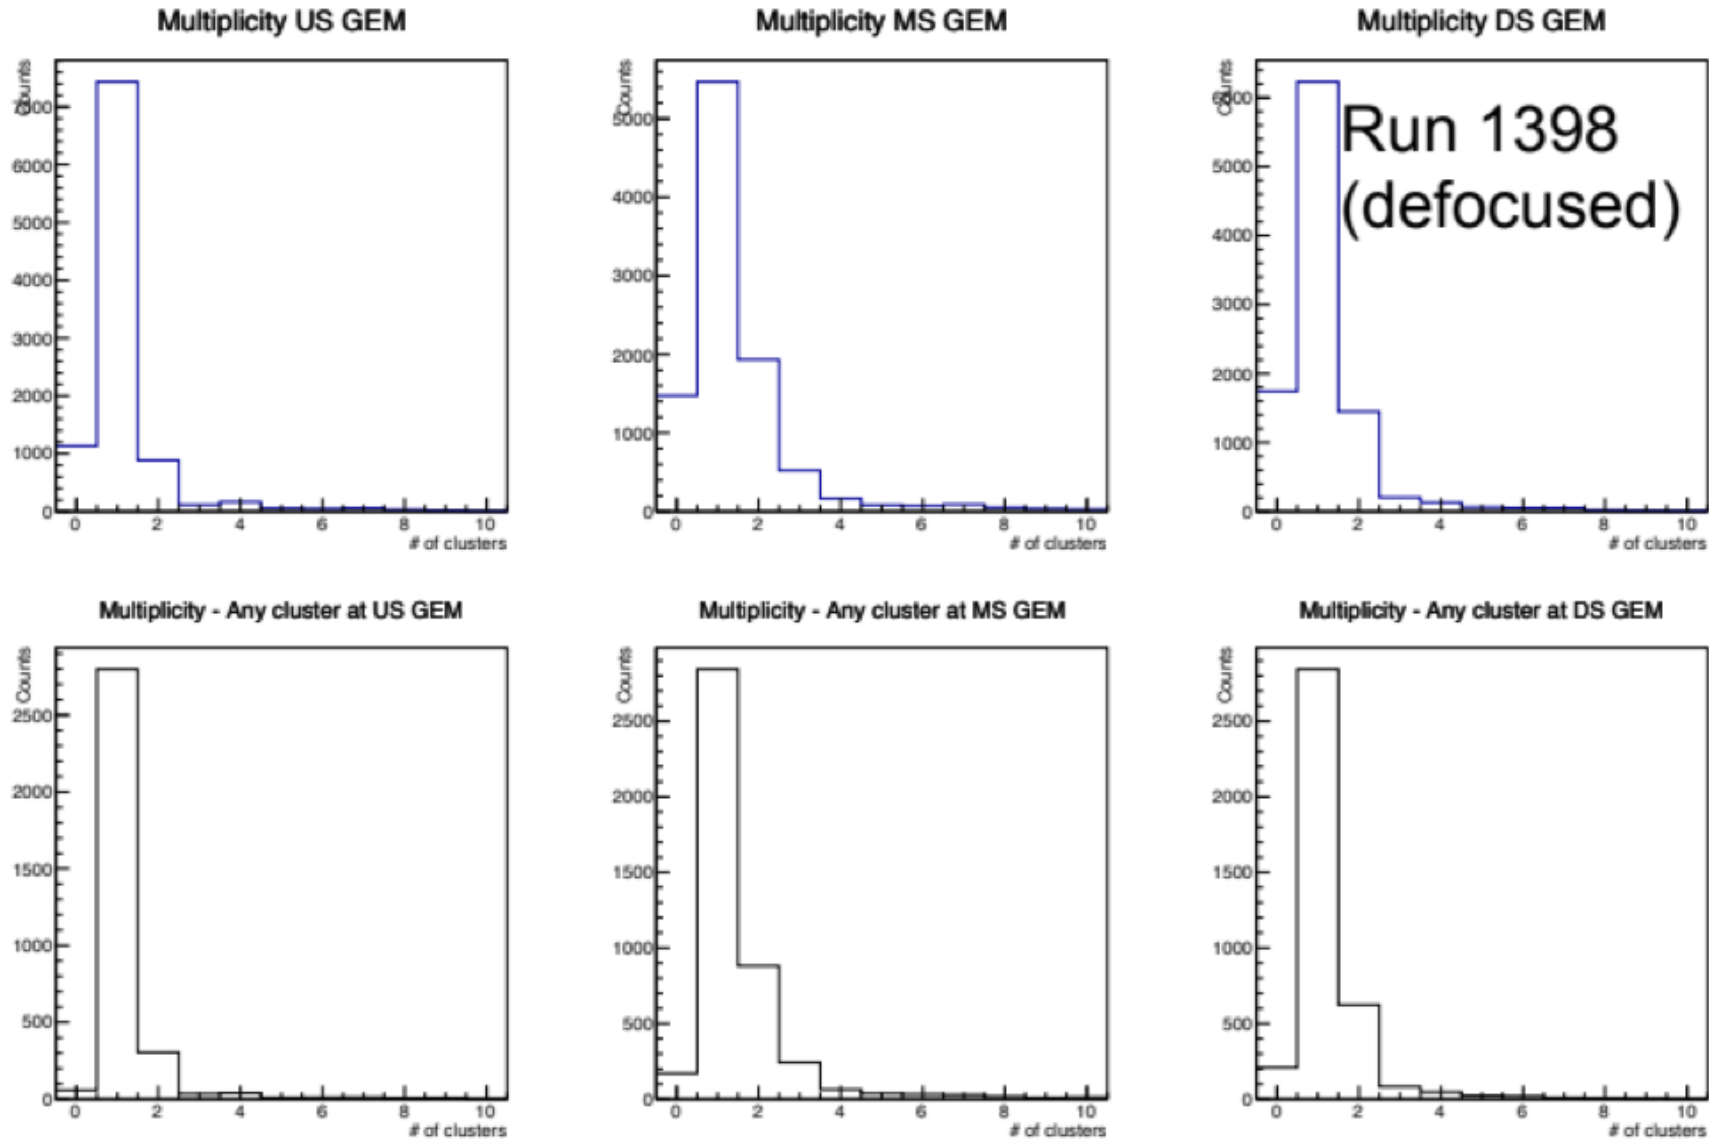 Multiplicity US GEM
Counts
7000
6000
5000
4000
3000
2000
1000
0
0 2 4 6 8 10
# of clusters
Multiplicity MS GEM
Counts
5000
4000
3000
2000
1000
0
0 2 4 6 8 10
# of clusters
Multiplicity DS GEM
Counts
6000
5000
4000
3000
2000
1000
0
0 2 4 6 8 10
# of clusters
Run 1398
(defocused)
Multiplicity - Any cluster at US GEM
Counts
2500
2000
1500
1000
500
0
0 2 4 6 8 10
# of clusters
Multiplicity - Any cluster at MS GEM
Counts
2500
2000
1500
1000
500
0
0 2 4 6 8 10
# of clusters
Multiplicity - Any cluster at DS GEM
Counts
2500
2000
1500
1000
500
0
0 2 4 6 8 10
# of clusters